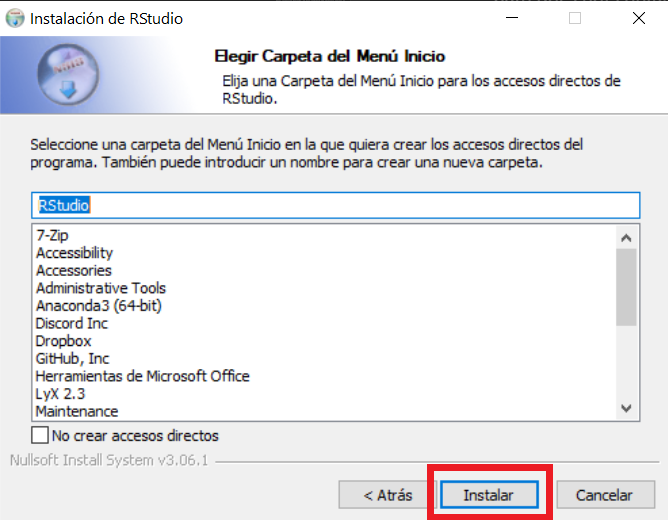 Instalación de RStudio
Elegir Carpeta del Menú Inicio
Elija una Carpeta del Menú Inicio para los accesos directos de
RStudio.
Seleccione una carpeta del Menú Inicio en la que quiera crear los accesos directos del
programa. También puede introducir un nombre para crear una nueva carpeta.
RStudio
7-Zip
Accessibility
Accessories
Administrative Tools
Anaconda3 (64-bit)
Discord Inc
Dropbox
GitHub, Inc
Herramientas de Microsoft Office
LyX 2.3
Maintenance
No crear accesos directos
Nullsoft Install System v3.06.1
< Atrás
Instalar
Cancelar